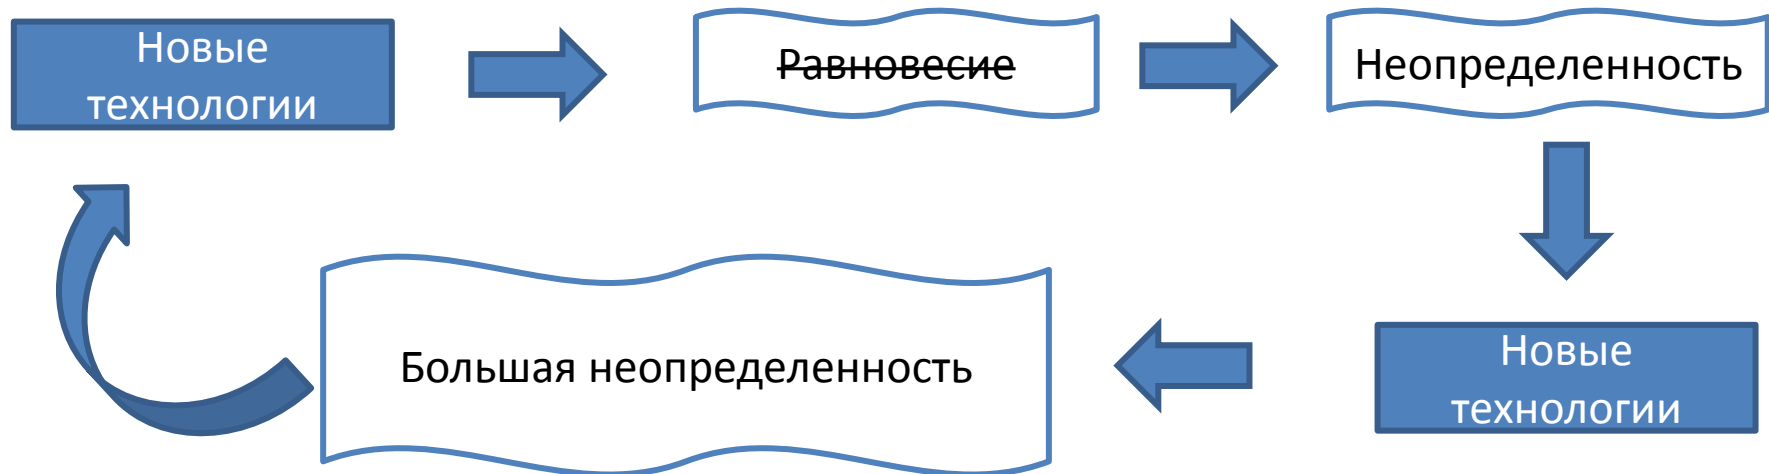 Новые
технологии
Равновесие
Неопределенность
Большая неопределенность
Новые
технологии